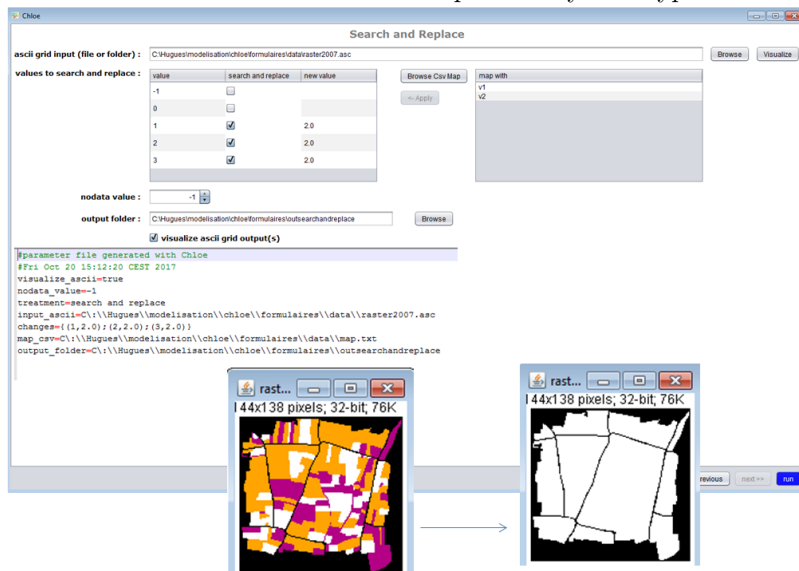 Chloe
Search and Replace
ascii grid input (file or folder) : C:\Hugues\modelisation\chloe\formulaires\data\raster2007.asc Browse Visualize
values to search and replace : value search and replace new value Browse Csv Map map with
-1
0
1 2.0
2 2.0
3 2.0
<- Apply
v1
v2
nodata value : -1
output folder : C:\Hugues\modelisation\chloe\formulaires\outsearchandreplace Browse
visualize ascii grid output(s)
#parameter file generated with Chloe
#Fri Oct 20 15:12:20 CEST 2017
visualize_ascii=true
nodata_value=-1
treatment=search and replace
input_ascii=C\:\\Hugues\\modelisation\\chloe\\formulaires\\data\\raster2007.asc
changes={(1,2.0);(2,2.0);(3,2.0)}
map_csv=C\:\\Hugues\\modelisation\\chloe\\formulaires\\data\\map.txt
output_folder=C\:\\Hugues\\modelisation\\chloe\\formulaires\\outsearchandreplace
rast...
144x138 pixels; 32-bit; 76K
rast...
144x138 pixels; 32-bit; 76K
revious next >> run